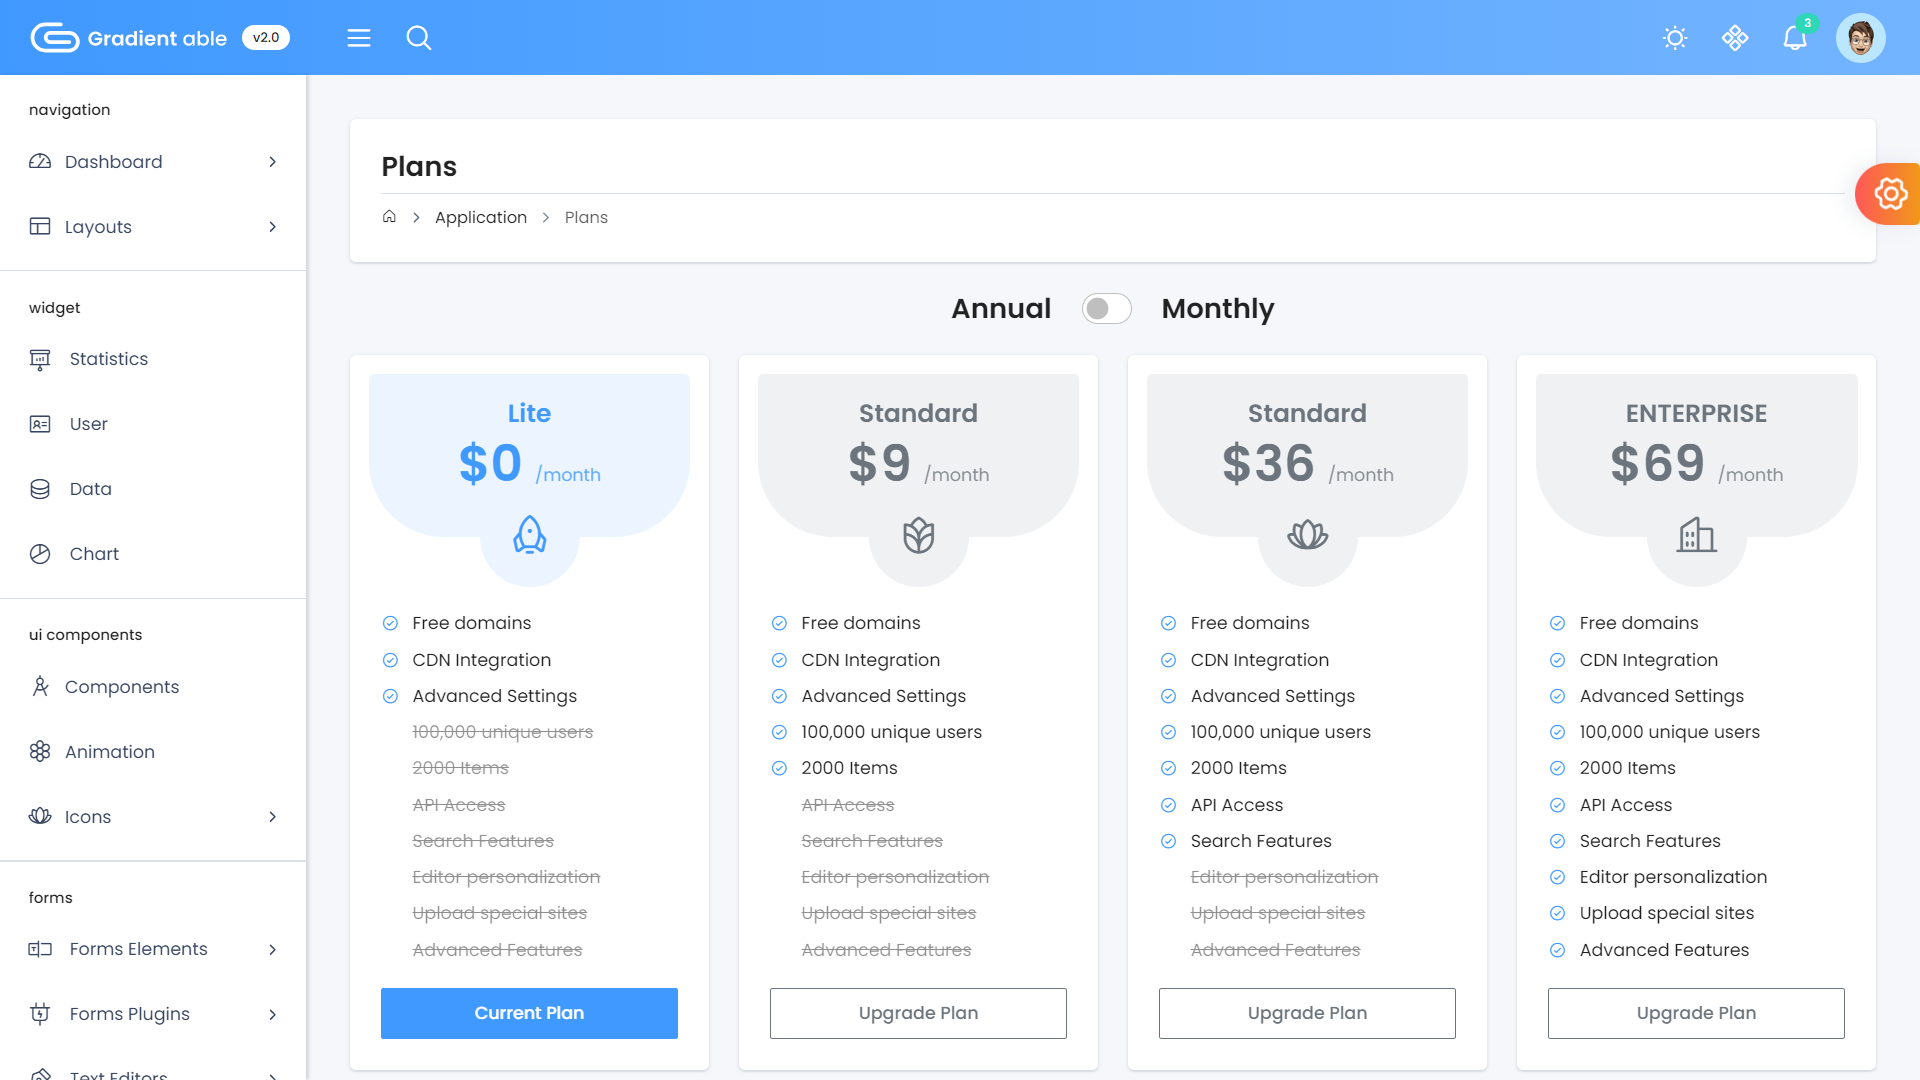 Gradient able v2.0
3
navigation
Dashboard
Layouts
widget
Statistics
User
Data
Chart
ui components
Components
Animation
Icons
forms
Forms Elements
Forms Plugins
Text Editors
Plans
Application
Plans
Annual
Monthly
Lite
$0 /month
Free domains
CDN Integration
Advanced Settings
100,000 unique users
2000 Items
API Access
Search Features
Editor personalization
Upload special sites
Advanced Features
Current Plan
Standard
$9 /month
Free domains
CDN Integration
Advanced Settings
100,000 unique users
2000 Items
API Access
Search Features
Editor personalization
Upload special sites
Advanced Features
Upgrade Plan
Standard
$36 /month
Free domains
CDN Integration
Advanced Settings
100,000 unique users
2000 Items
API Access
Search Features
Editor personalization
Upload special sites
Advanced Features
Upgrade Plan
ENTERPRISE
$69 /month
Free domains
CDN Integration
Advanced Settings
100,000 unique users
2000 Items
API Access
Search Features
Editor personalization
Upload special sites
Advanced Features
Upgrade Plan